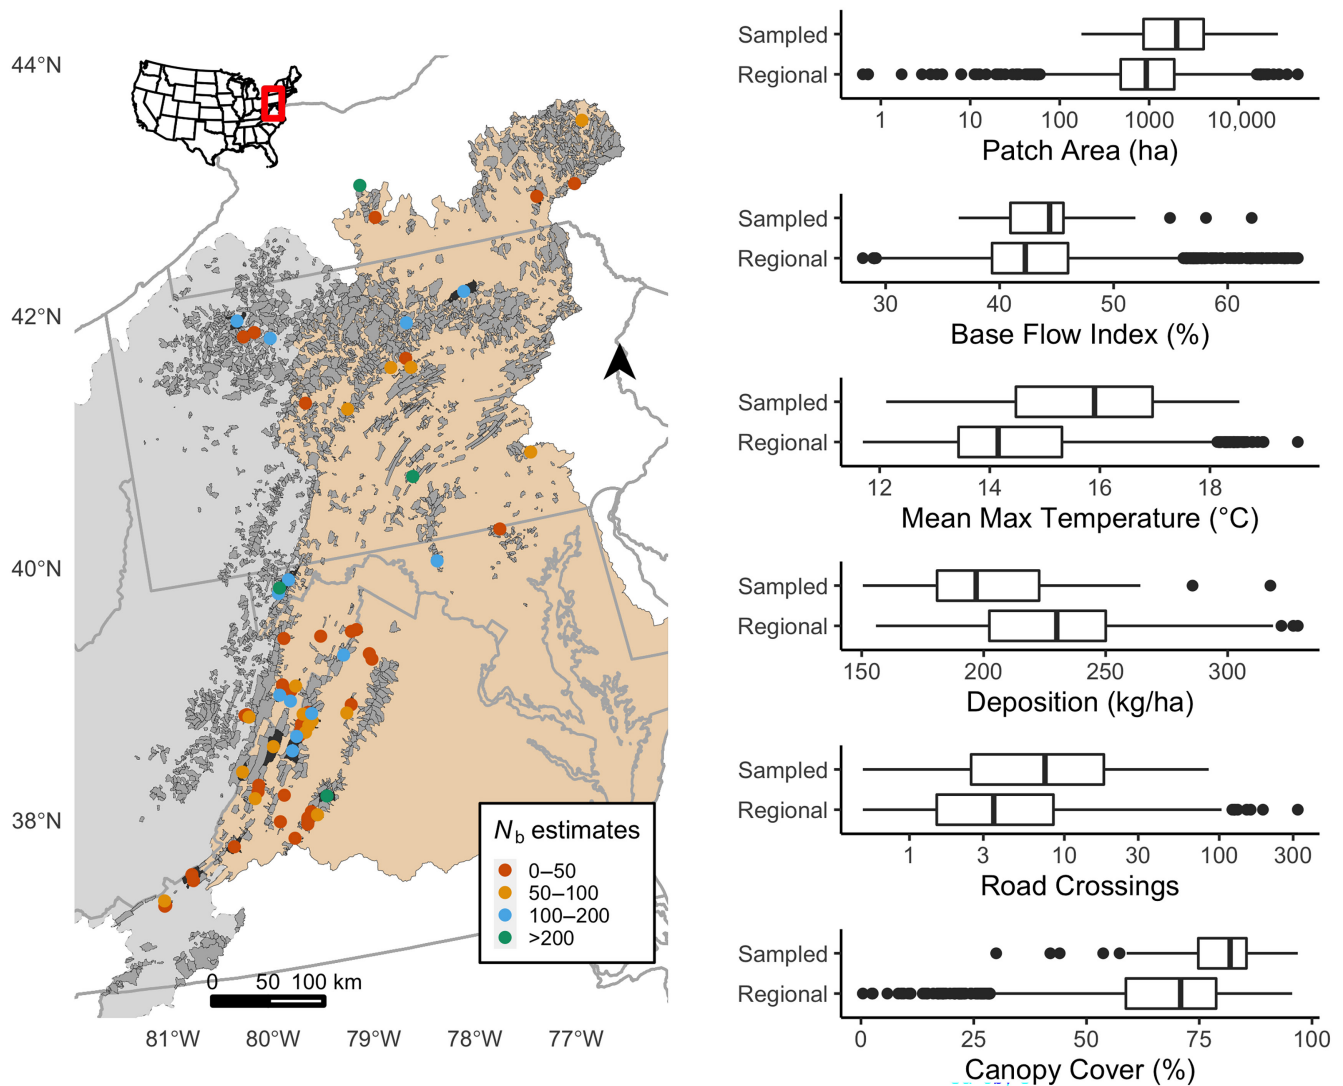 44°N
42°N
40°N
38°N
81°W
80°W
79°W
78°W
77°W
0 50 100 km
Nb estimates
0–50
50–100
100–200
>200
Sampled
Regional
1 10 100 1000 10,000
Patch Area (ha)
Sampled
Regional
30 40 50 60
Base Flow Index (%)
Sampled
Regional
12 14 16 18
Mean Max Temperature (°C)
Sampled
Regional
150 200 250 300
Deposition (kg/ha)
Sampled
Regional
1 3 10 30 100 300
Road Crossings
Sampled
Regional
0 25 50 75 100
Canopy Cover (%)